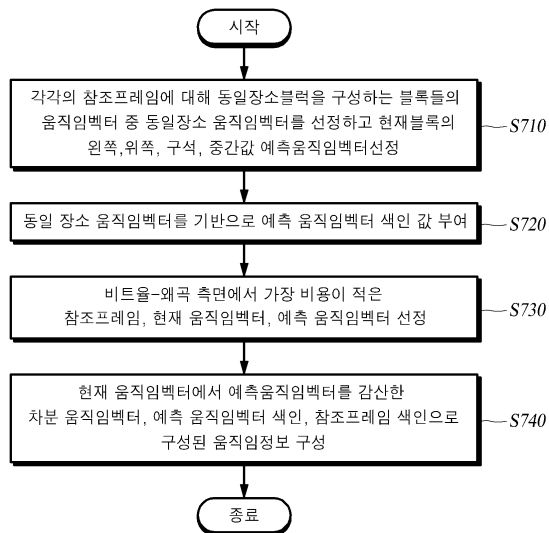 시작
각각의 참조프레임에 대해 동일장소블럭을 구성하는 블록들의
움직임벡터 중 동일장소 움직임벡터를 선정하고 현재블록의
왼쪽,위쪽, 구석, 중간값 예측움직임벡터선정
S710
동일 장소 움직임벡터를 기반으로 예측 움직임벡터 색인 값 부여
S720
비트율-왜곡 측면에서 가장 비용이 적은
참조프레임, 현재 움직임벡터, 예측 움직임벡터 선정
S730
현재 움직임벡터에서 예측움직임벡터를 감산한
차분 움직임벡터, 예측 움직임벡터 색인, 참조프레임 색인으로
구성된 움직임정보 구성
S740
종료